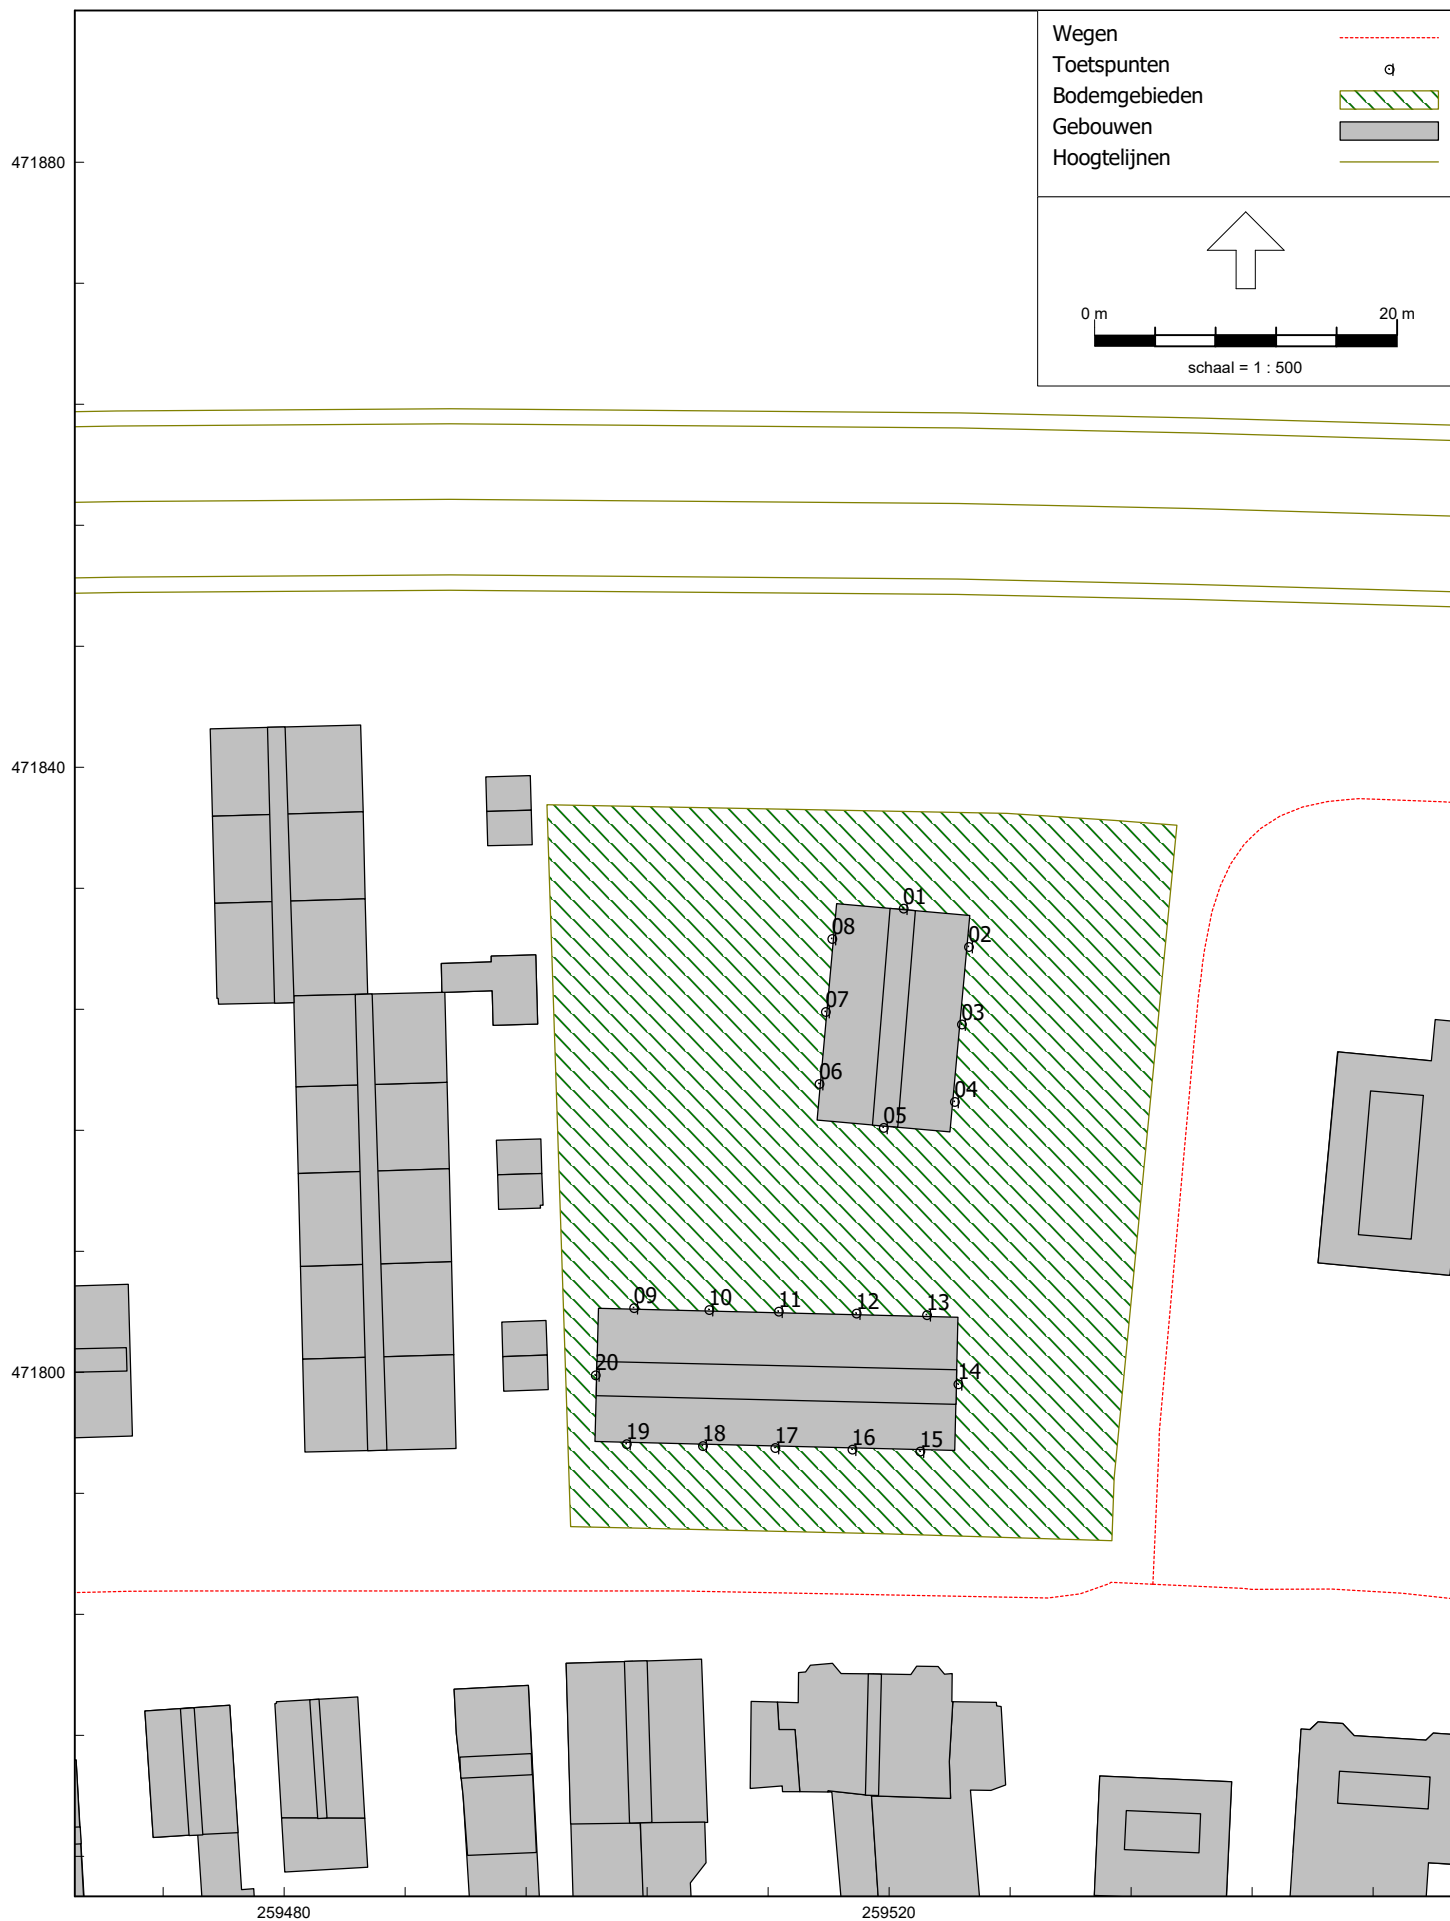 Wegen
Toetspunten
Bodemgebieden
Gebouwen
Hoogtelijnen
0 m 20 m
schaal = 1 : 500
471880
471840
01
08 02
07 03
06 04
05
09 10 11 12 13
471800
20 14
19 18 17 16 15
259480 259520